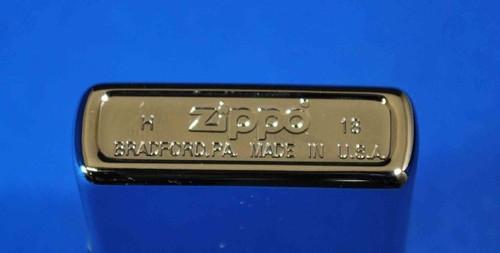 H zippo 18
BRADFORD, PA. MADE IN U.S.A.